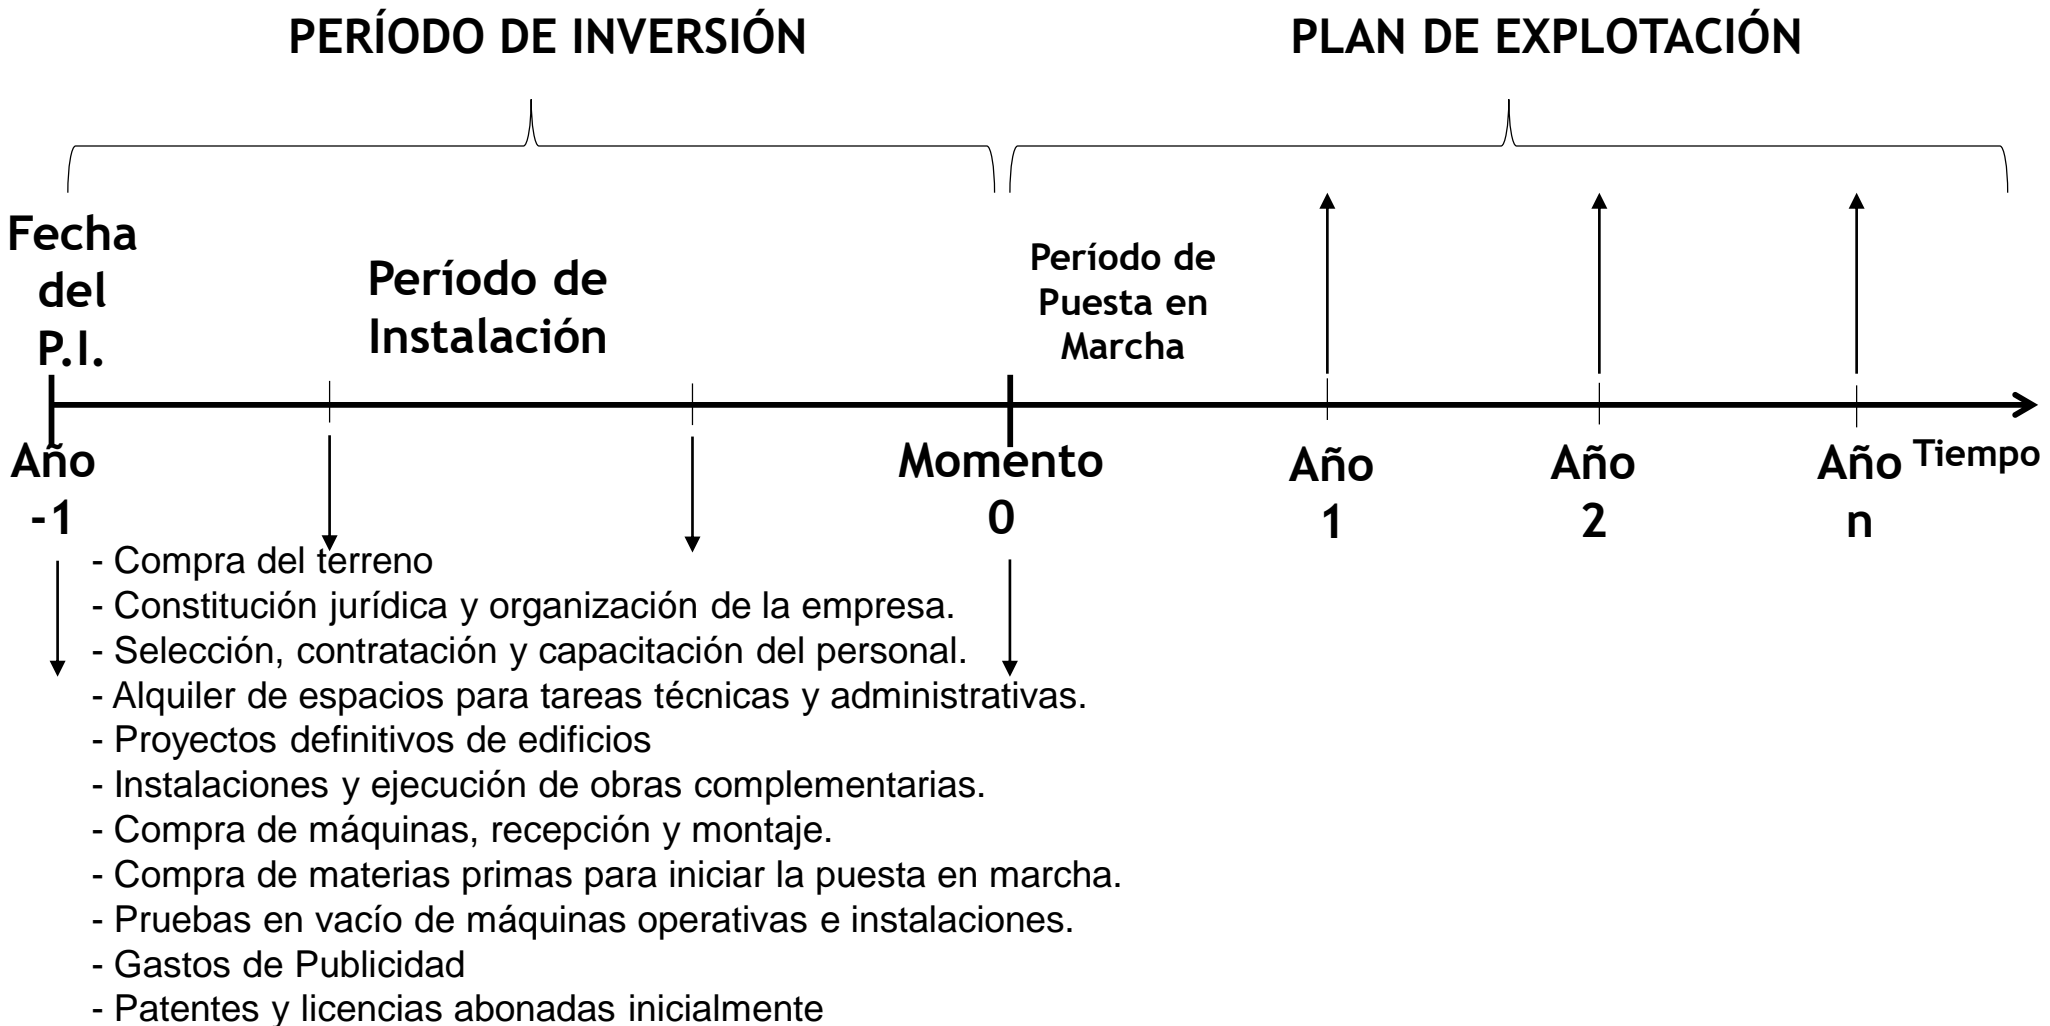 PERÍODO DE INVERSIÓN
PLAN DE EXPLOTACIÓN
Fecha
del
P.I.
Período de
Instalación
Período de
Puesta en
Marcha
Año
-1
Momento
0
Año
1
Año
2
Año
n
Tiempo
- Compra del terreno
- Constitución jurídica y organización de la empresa.
- Selección, contratación y capacitación del personal.
- Alquiler de espacios para tareas técnicas y administrativas.
- Proyectos definitivos de edificios
- Instalaciones y ejecución de obras complementarias.
- Compra de máquinas, recepción y montaje.
- Compra de materias primas para iniciar la puesta en marcha.
- Pruebas en vacío de máquinas operativas e instalaciones.
- Gastos de Publicidad
- Patentes y licencias abonadas inicialmente